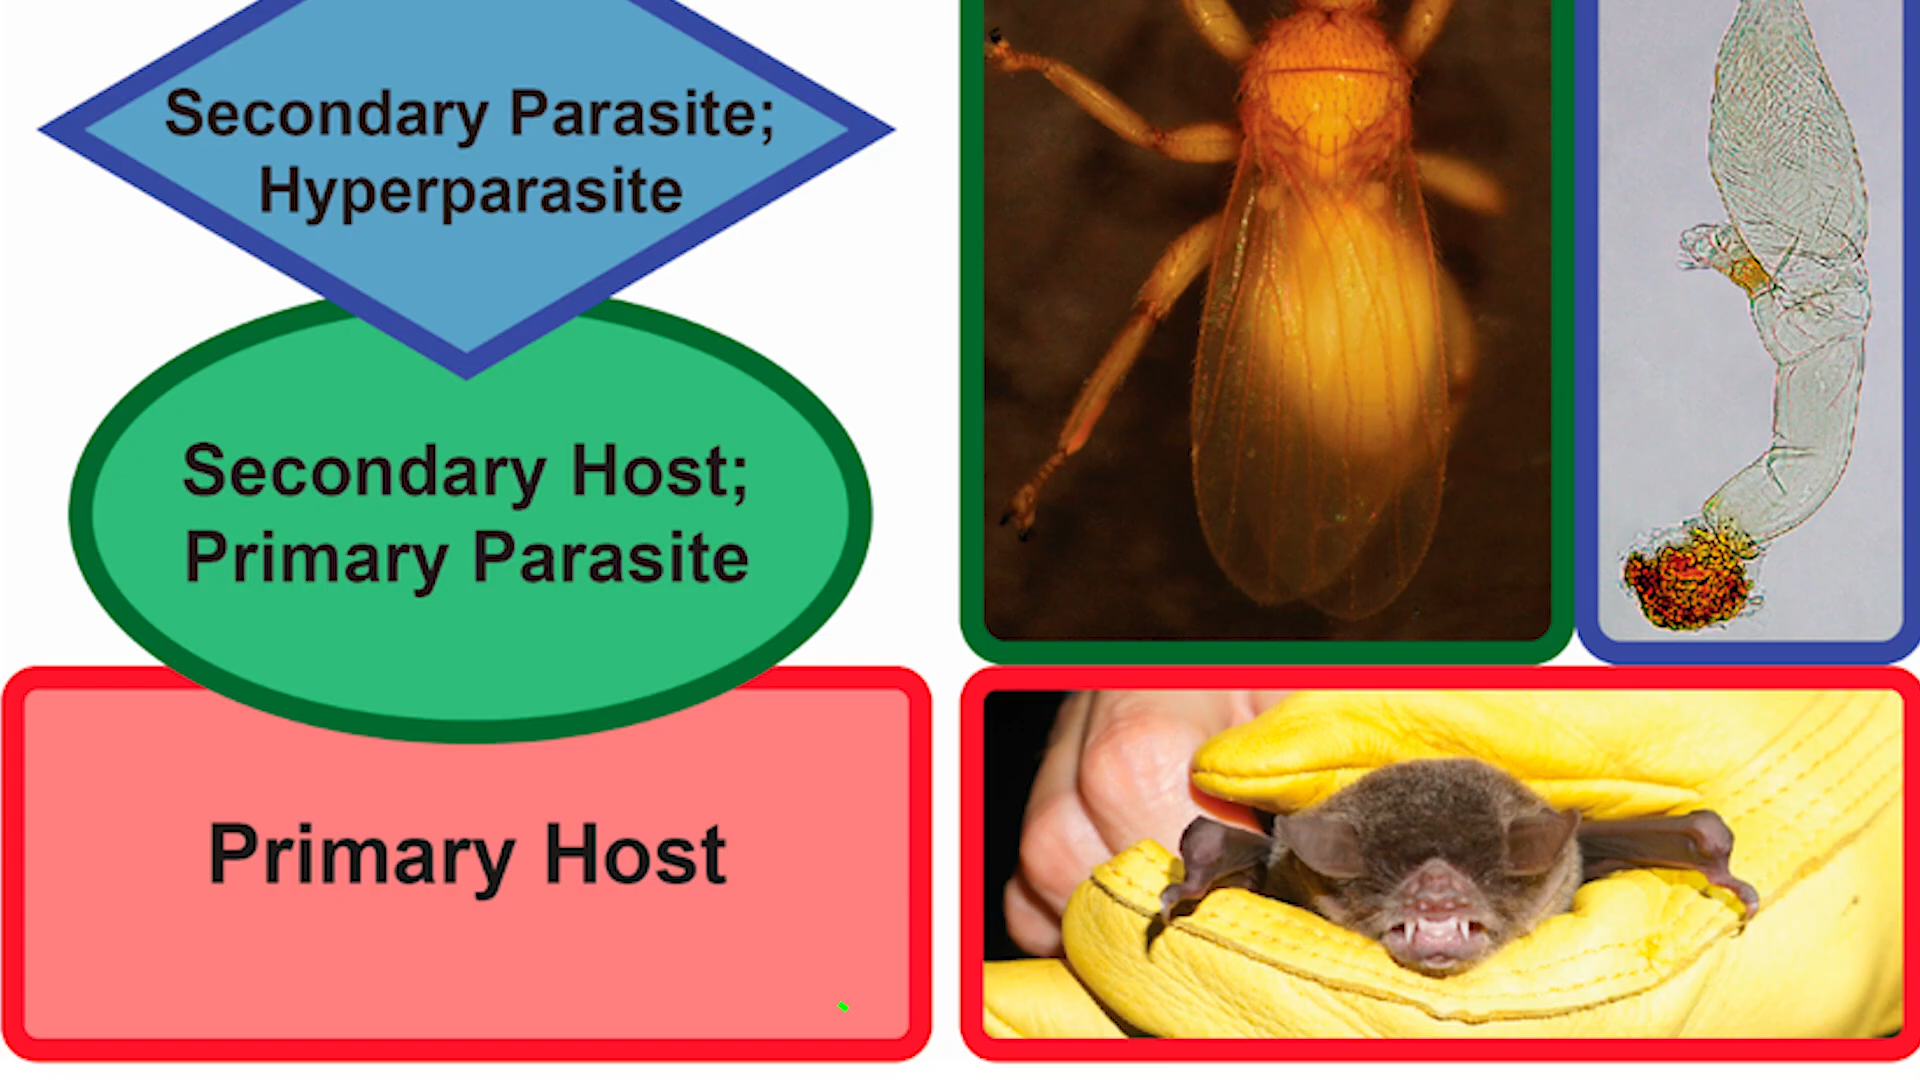 Secondary Parasite;
Hyperparasite
Secondary Host;
Primary Parasite
Primary Host